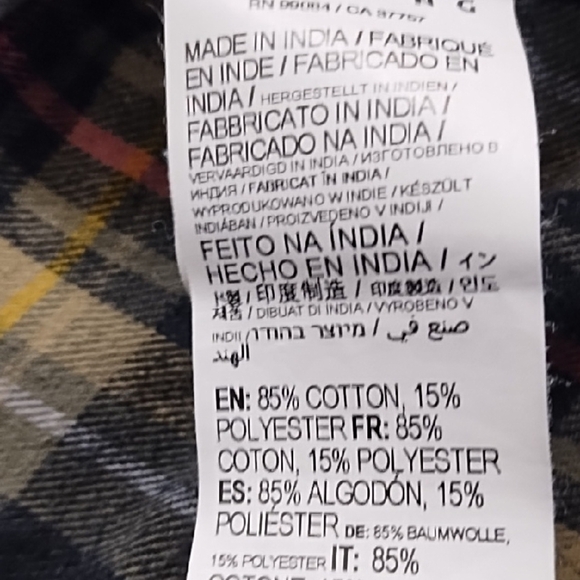 MADE IN INDIA / FABRIQUÉ
EN INDE / FABRICADO EN
INDIA / HERGESTELLT IN INDIEN /
FABBRICATO IN INDIA /
FABRICADO NA INDIA /
VERVAARDIGD IN INDIA / ИЗГОТОВЛЕНО В
ИНДИЯ / FABRICAT ÎN INDIA /
WYPRODUKOWANO W INDIE / KÉSZÜLT
INDIÁBAN / PROIZVEDENO V INDIJI /
FEITO NA ÍNDIA /
HECHO EN INDIA / イン
ド製 / 印度制造 / 印度製造 / 인도
제품 / DIBUAT DI INDIA / VYROBENO V
INDII / מיוצר בהודו / صنع في
الهند
EN: 85% COTTON, 15%
POLYESTER FR: 85%
COTON, 15% POLYESTER
ES: 85% ALGODÓN, 15%
POLIÉSTER DE: 85% BAUMWOLLE,
15% POLYESTER IT: 85%